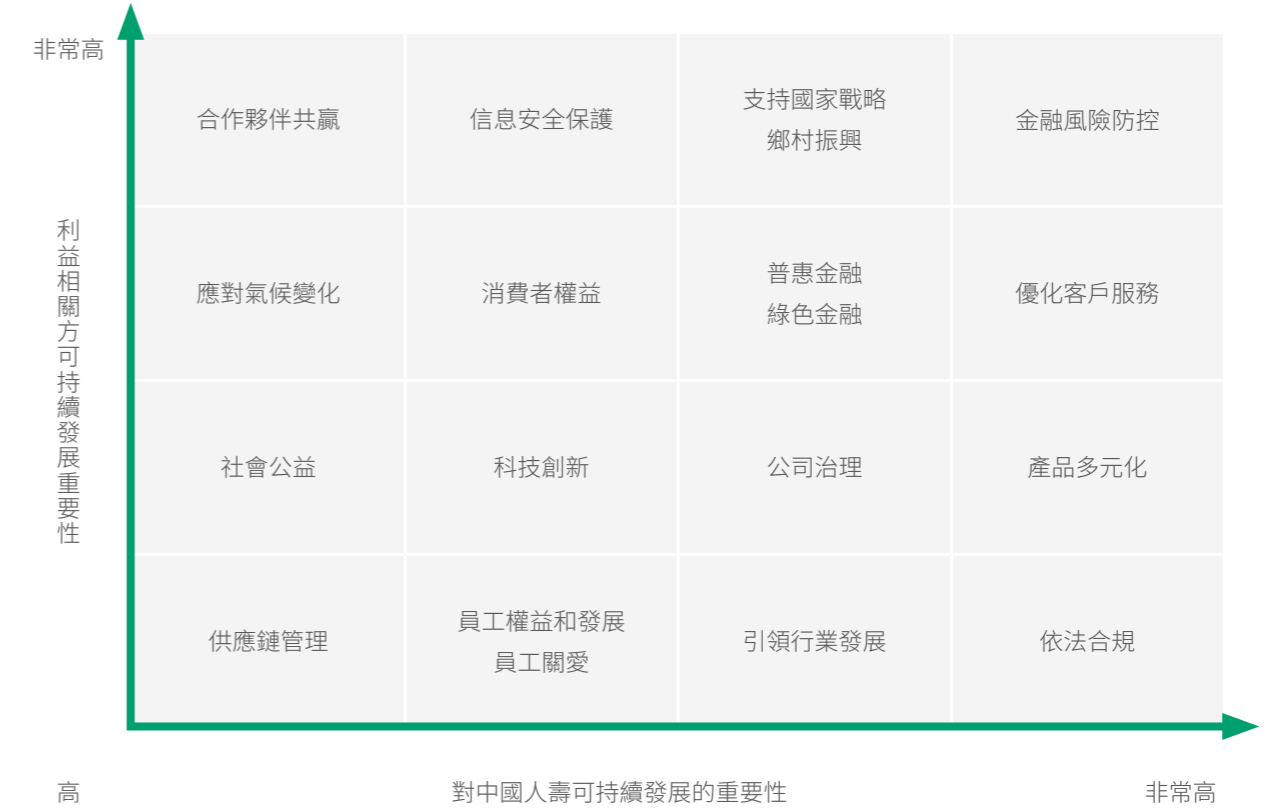 非常高
合作夥伴共贏
信息安全保護
支持國家戰略
鄉村振興
金融風險防控
利益相關方可持續發展重要性
應對氣候變化
消費者權益
普惠金融
綠色金融
優化客戶服務
社會公益
科技創新
公司治理
產品多元化
供應鏈管理
員工權益和發展
員工關愛
引領行業發展
依法合規
高
對中國人壽可持續發展的重要性
非常高